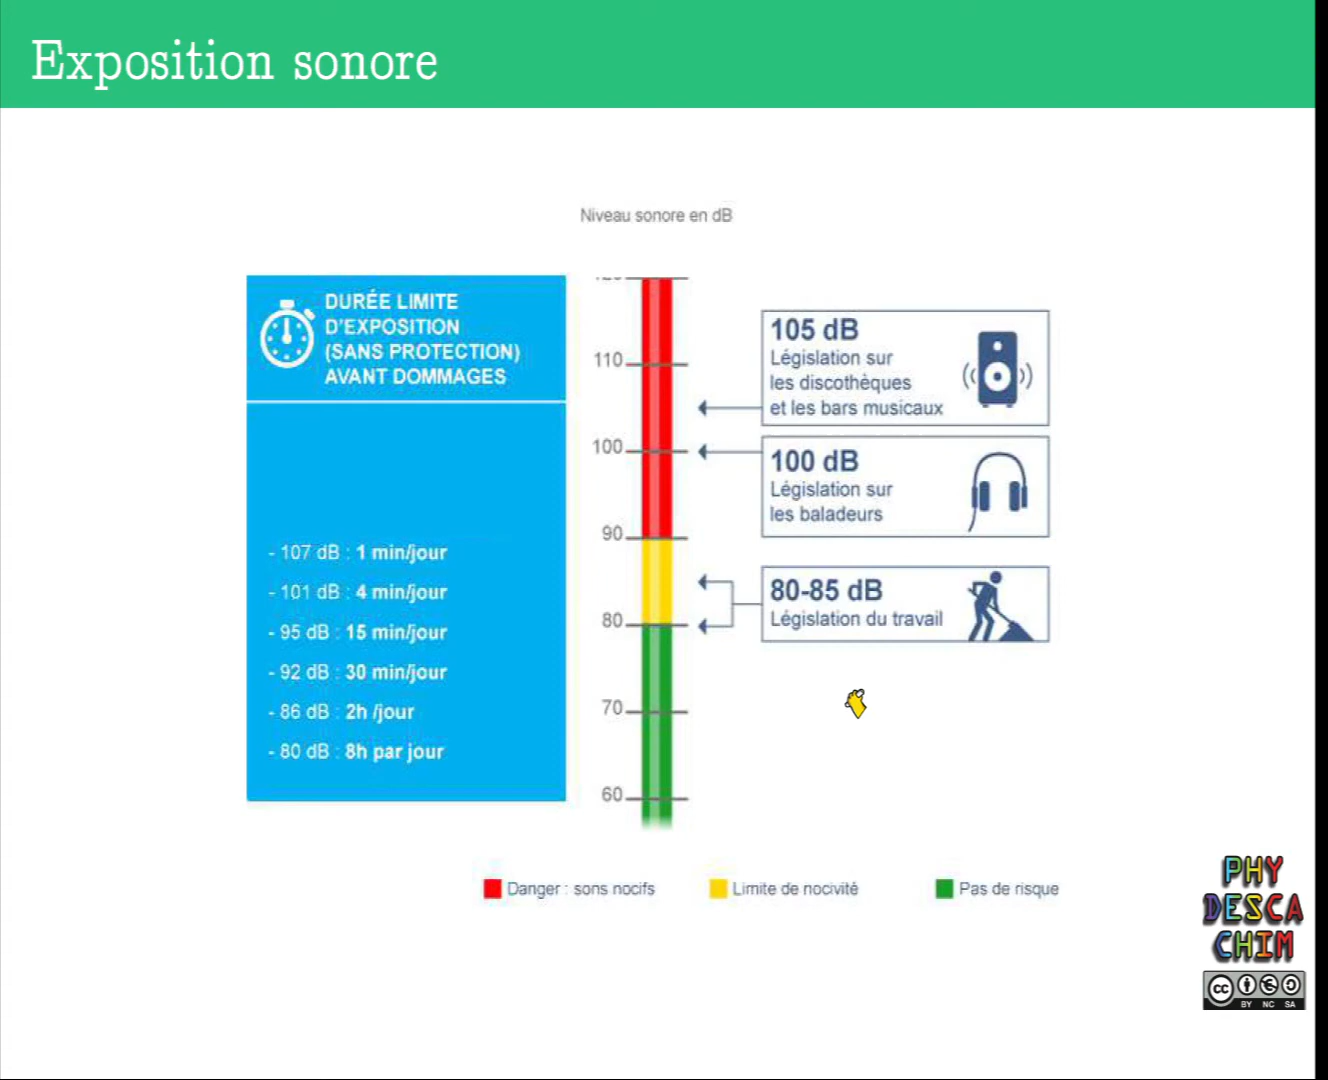 Exposition sonore
Niveau sonore en dB
DURÉE LIMITE
D'EXPOSITION
(SANS PROTECTION)
AVANT DOMMAGES
- 107 dB : 1 min/jour
- 101 dB : 4 min/jour
- 95 dB : 15 min/jour
- 92 dB : 30 min/jour
- 86 dB : 2h /jour
- 80 dB : 8h par jour
110
100
90
80
70
60
105 dB
Législation sur
les discothèques
et les bars musicaux
100 dB
Législation sur
les baladeurs
80-85 dB
Législation du travail
Danger : sons nocifs
Limite de nocivité
Pas de risque
PHY
DESCA
CHIM
cc
BY NC SA